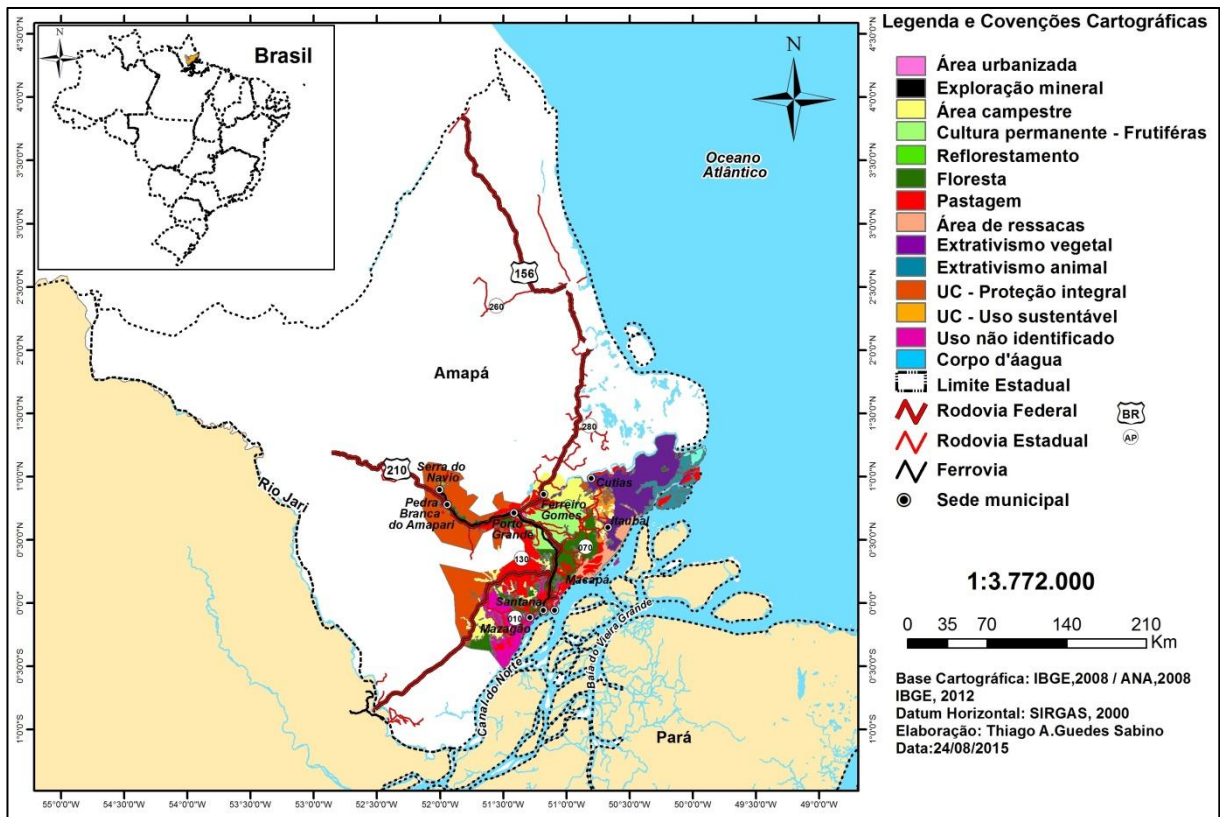 Brasil
N
Oceano
Atlântico
156
260
Amapá
280
210
Serra do
Navio
Pedra
Branca
do Amapari
Cutias
Ferreiro
Gomes
Porto
Grande
Itaubal
070
130
Macapá
Santana
010
Mazagão
Rio Jari
Canal do Norte
Baia do Vieira Grande
Pará
4°30'0"N
4°0'0"N
3°30'0"N
3°0'0"N
2°30'0"N
2°0'0"N
1°30'0"N
1°0'0"N
0°30'0"N
0°0'0"
0°30'0"S
1°0'0"S
55°0'0"W 54°30'0"W 54°0'0"W 53°30'0"W 53°0'0"W 52°30'0"W 52°0'0"W 51°30'0"W 51°0'0"W 50°30'0"W 50°0'0"W 49°30'0"W 49°0'0"W
Legenda e Covenções Cartográficas
Área urbanizada
Exploração mineral
Área campestre
Cultura permanente - Frutiféras
Reflorestamento
Floresta
Pastagem
Área de ressacas
Extrativismo vegetal
Extrativismo animal
UC - Proteção integral
UC - Uso sustentável
Uso não identificado
Corpo d'áagua
Limite Estadual
Rodovia Federal BR
Rodovia Estadual AP
Ferrovia
Sede municipal
1:3.772.000
0 35 70 140 210
Km
Base Cartográfica: IBGE,2008 / ANA,2008
IBGE, 2012
Datum Horizontal: SIRGAS, 2000
Elaboração: Thiago A.Guedes Sabino
Data:24/08/2015